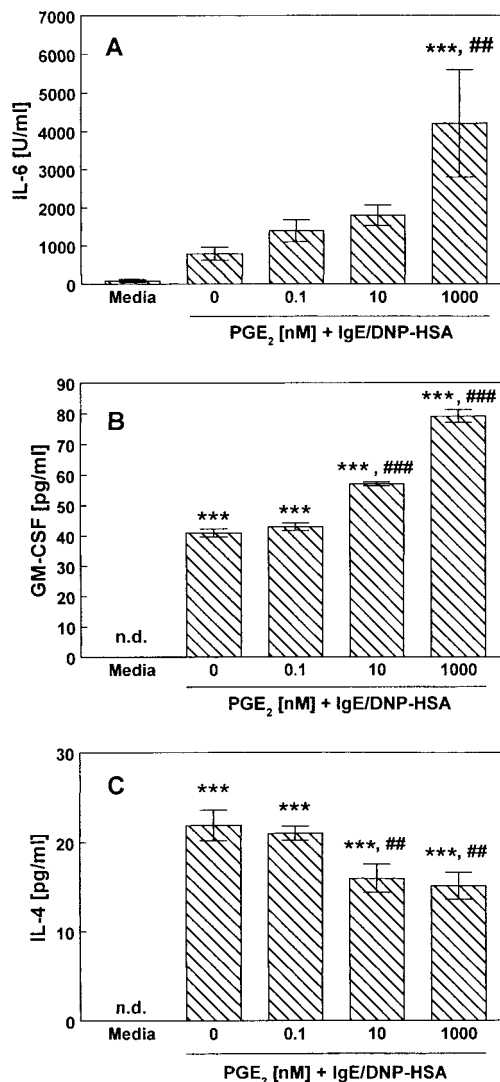 A
***, ##
IL-6 [U/ml]
6000
5000
4000
3000
2000
1000
0
Media 0 0.1 10 1000
PGE₂ [nM] + IgE/DNP-HSA
B
***, ###
***, ###
*** ***
GM-CSF [pg/ml]
90
80
70
60
50
40
30
20
10
0
n.d.
Media 0 0.1 10 1000
PGE₂ [nM] + IgE/DNP-HSA
C
*** ***
***, ## ***, ##
IL-4 [pg/ml]
30
20
10
0
n.d.
Media 0 0.1 10 1000
PGE₂ [nM] + IgE/DNP-HSA